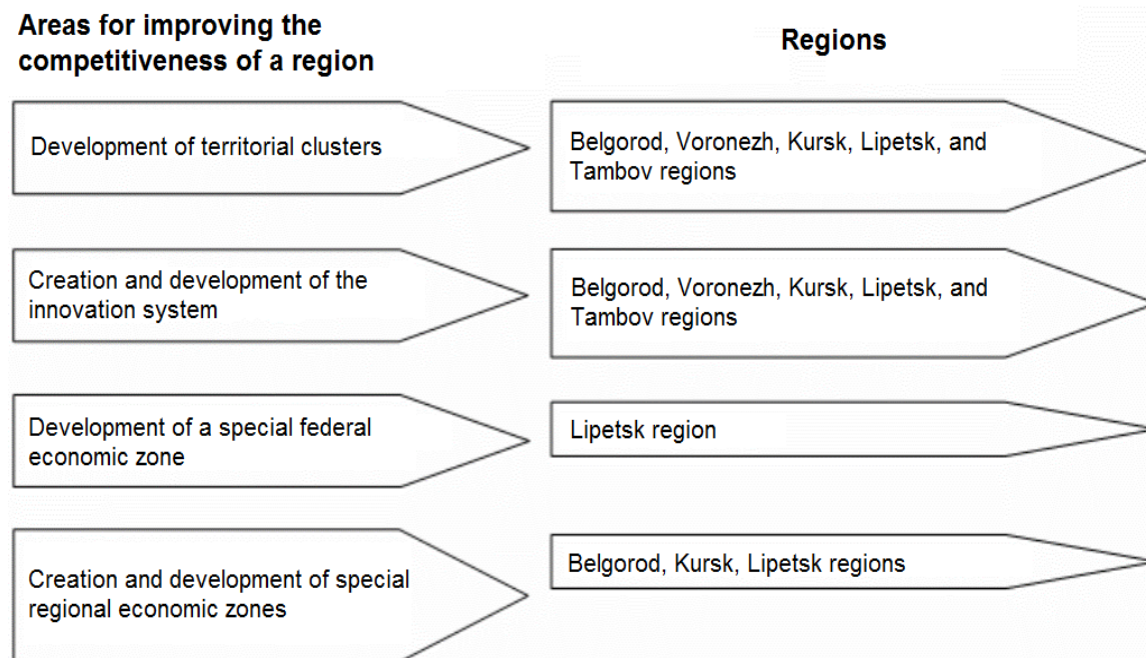 Areas for improving the
competitiveness of a region
Regions
Development of territorial clusters
Belgorod, Voronezh, Kursk, Lipetsk, and
Tambov regions
Creation and development of the
innovation system
Belgorod, Voronezh, Kursk, Lipetsk, and
Tambov regions
Development of a special federal
economic zone
Lipetsk region
Creation and development of special
regional economic zones
Belgorod, Kursk, Lipetsk regions